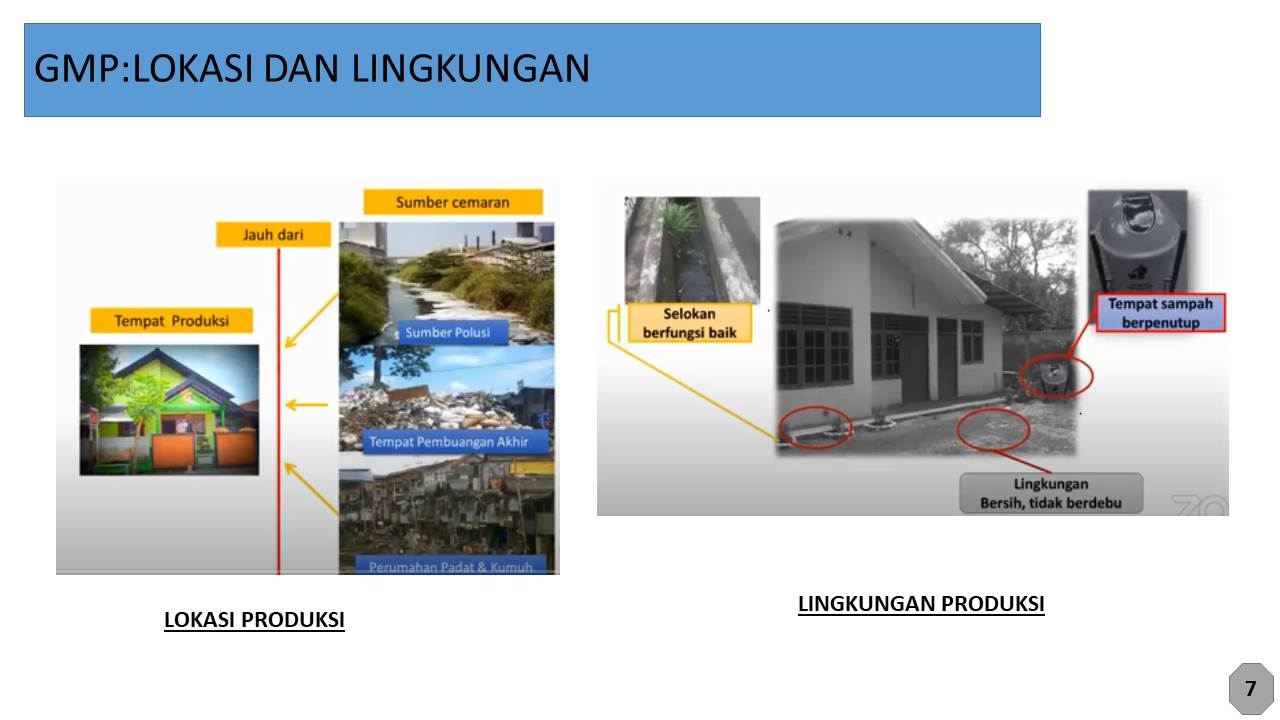 GMP:LOKASI DAN LINGKUNGAN
Sumber cemaran
Jauh dari
Tempat Produksi
Sumber Polusi
Tempat Pembuangan Akhir
Perumahan Padat & Kumuh
LOKASI PRODUKSI
Selokan
berfungsi baik
Tempat sampah
berpenutup
Lingkungan
Bersih, tidak berdebu
LINGKUNGAN PRODUKSI
7